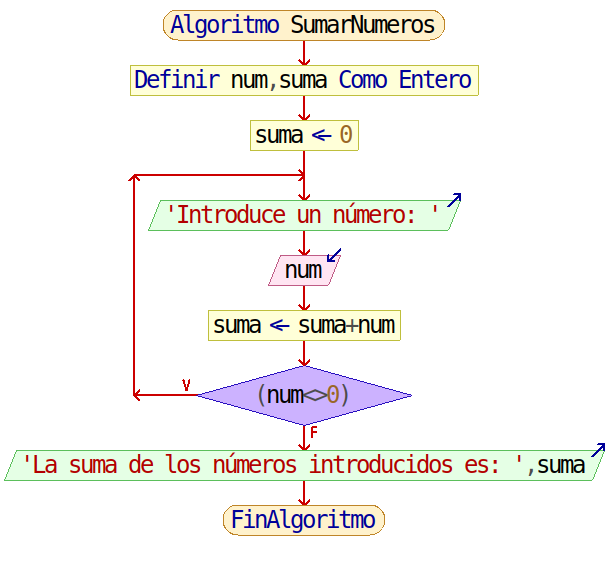 Algoritmo SumarNumeros
Definir num,suma Como Entero
suma <- 0
'Introduce un número: '
num
suma <- suma+num
V
(num<>0)
F
'La suma de los números introducidos es: ',suma
FinAlgoritmo